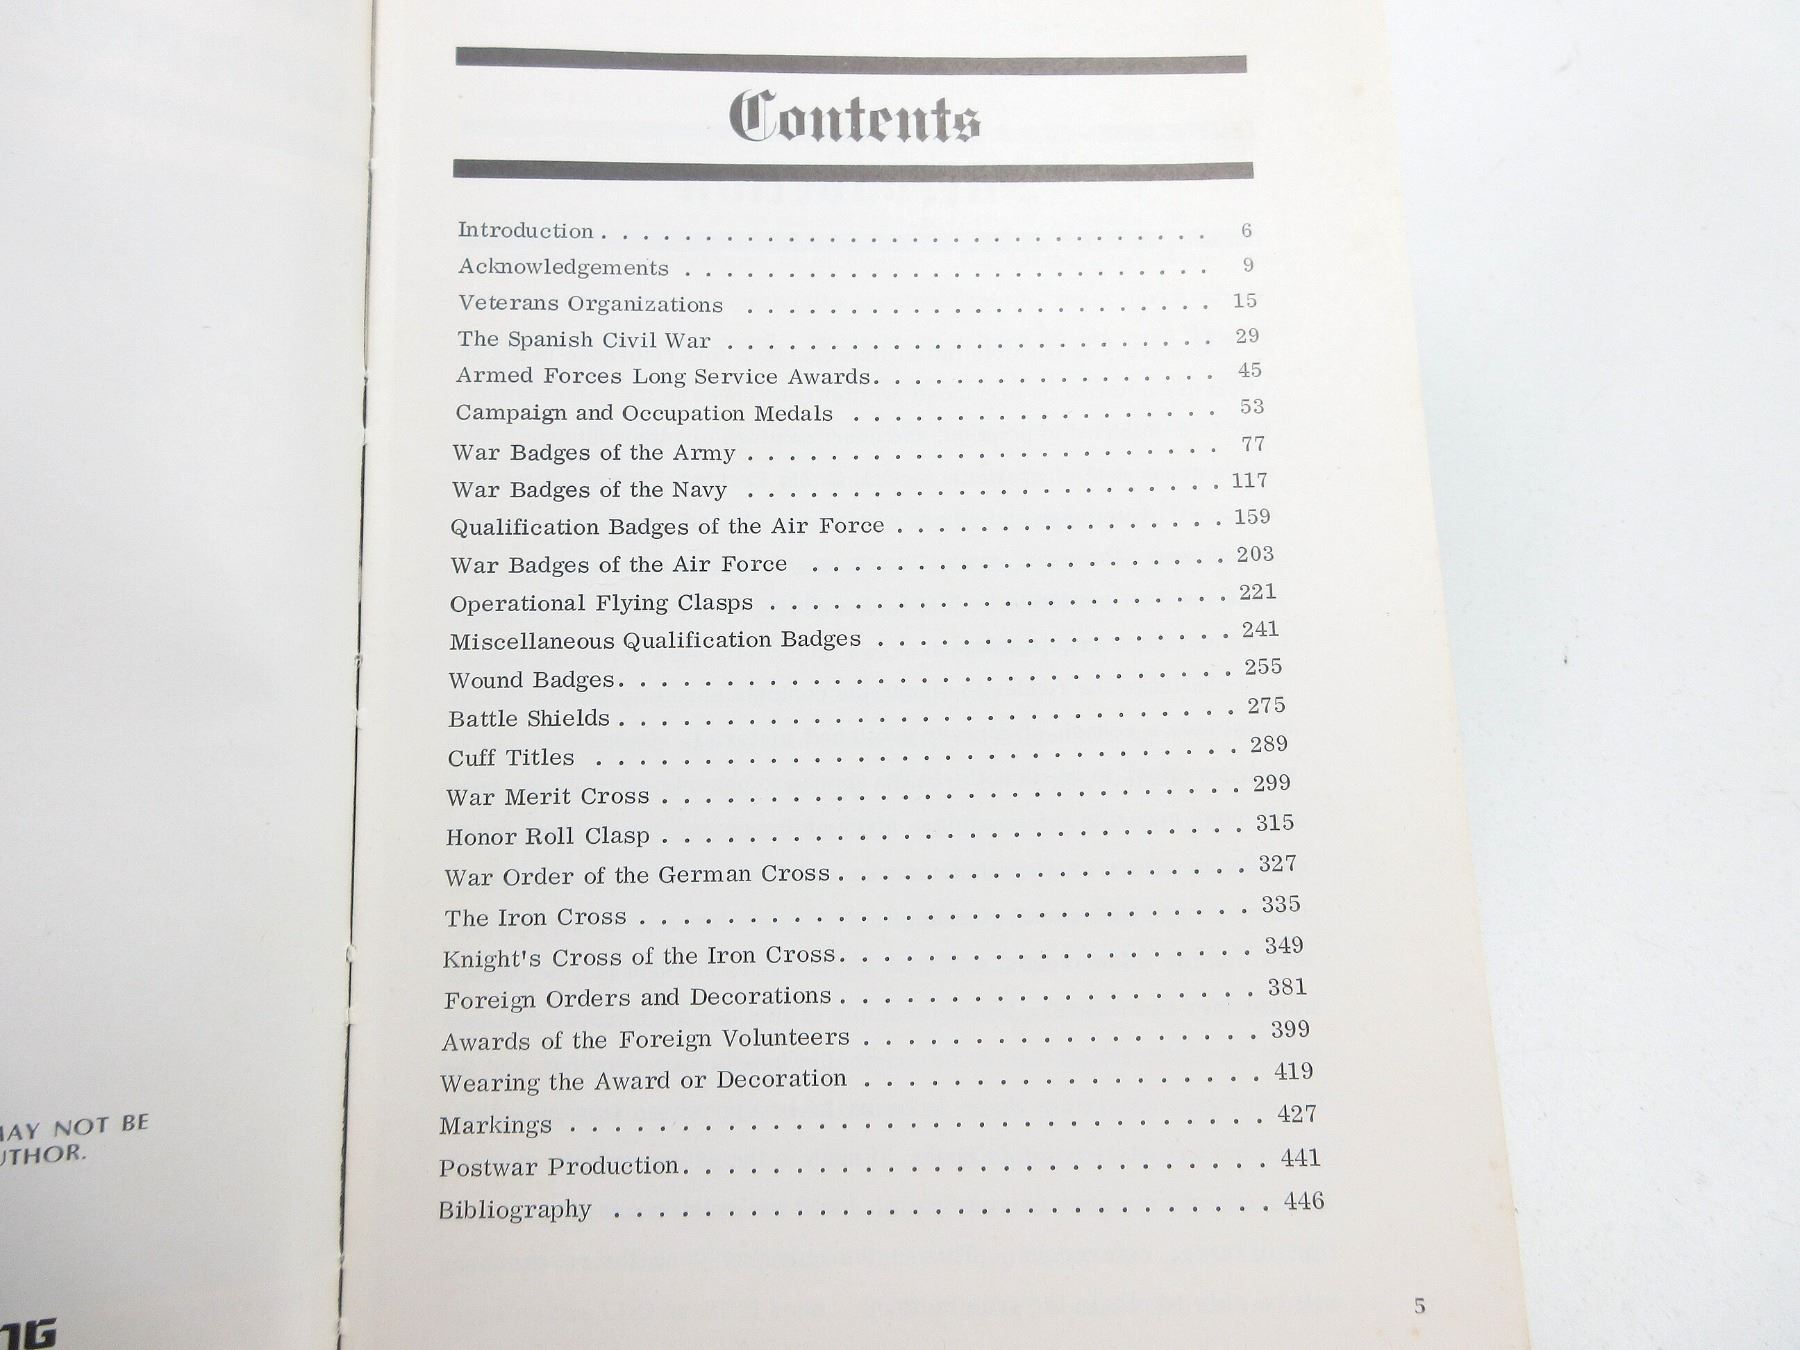 Contents
Introduction . . . . . . . . . . . . . . . . . . . . . . . . . . . . . . 6
Acknowledgements . . . . . . . . . . . . . . . . . . . . . . . . . . 9
Veterans Organizations . . . . . . . . . . . . . . . . . . . . . . . 15
The Spanish Civil War . . . . . . . . . . . . . . . . . . . . . . . . 29
Armed Forces Long Service Awards. . . . . . . . . . . . . . . . . 45
Campaign and Occupation Medals . . . . . . . . . . . . . . . . . . 53
War Badges of the Army . . . . . . . . . . . . . . . . . . . . . . . 77
War Badges of the Navy . . . . . . . . . . . . . . . . . . . . . . . 117
Qualification Badges of the Air Force . . . . . . . . . . . . . . . . 159
War Badges of the Air Force . . . . . . . . . . . . . . . . . . . . 203
Operational Flying Clasps . . . . . . . . . . . . . . . . . . . . . . 221
Miscellaneous Qualification Badges . . . . . . . . . . . . . . . . . 241
Wound Badges. . . . . . . . . . . . . . . . . . . . . . . . . . . . . 255
Battle Shields . . . . . . . . . . . . . . . . . . . . . . . . . . . . . 275
Cuff Titles . . . . . . . . . . . . . . . . . . . . . . . . . . . . . . 289
War Merit Cross . . . . . . . . . . . . . . . . . . . . . . . . . . . 299
Honor Roll Clasp . . . . . . . . . . . . . . . . . . . . . . . . . . . 315
War Order of the German Cross . . . . . . . . . . . . . . . . . . . 327
The Iron Cross . . . . . . . . . . . . . . . . . . . . . . . . . . . . 335
Knight's Cross of the Iron Cross. . . . . . . . . . . . . . . . . . . 349
Foreign Orders and Decorations . . . . . . . . . . . . . . . . . . . 381
Awards of the Foreign Volunteers . . . . . . . . . . . . . . . . . . 399
Wearing the Award or Decoration . . . . . . . . . . . . . . . . . . 419
Markings . . . . . . . . . . . . . . . . . . . . . . . . . . . . . . . 427
Postwar Production. . . . . . . . . . . . . . . . . . . . . . . . . . 441
Bibliography . . . . . . . . . . . . . . . . . . . . . . . . . . . . . 446
5
MAY NOT BE
UTHOR.